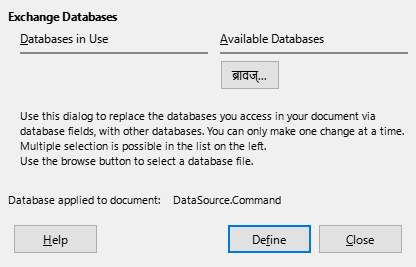 Exchange Databases
Databases in Use
Available Databases
ब्रावज़...
Use this dialog to replace the databases you access in your document via
database fields, with other databases. You can only make one change at a time.
Multiple selection is possible in the list on the left.
Use the browse button to select a database file.
Database applied to document: DataSource.Command
Help
Define
Close